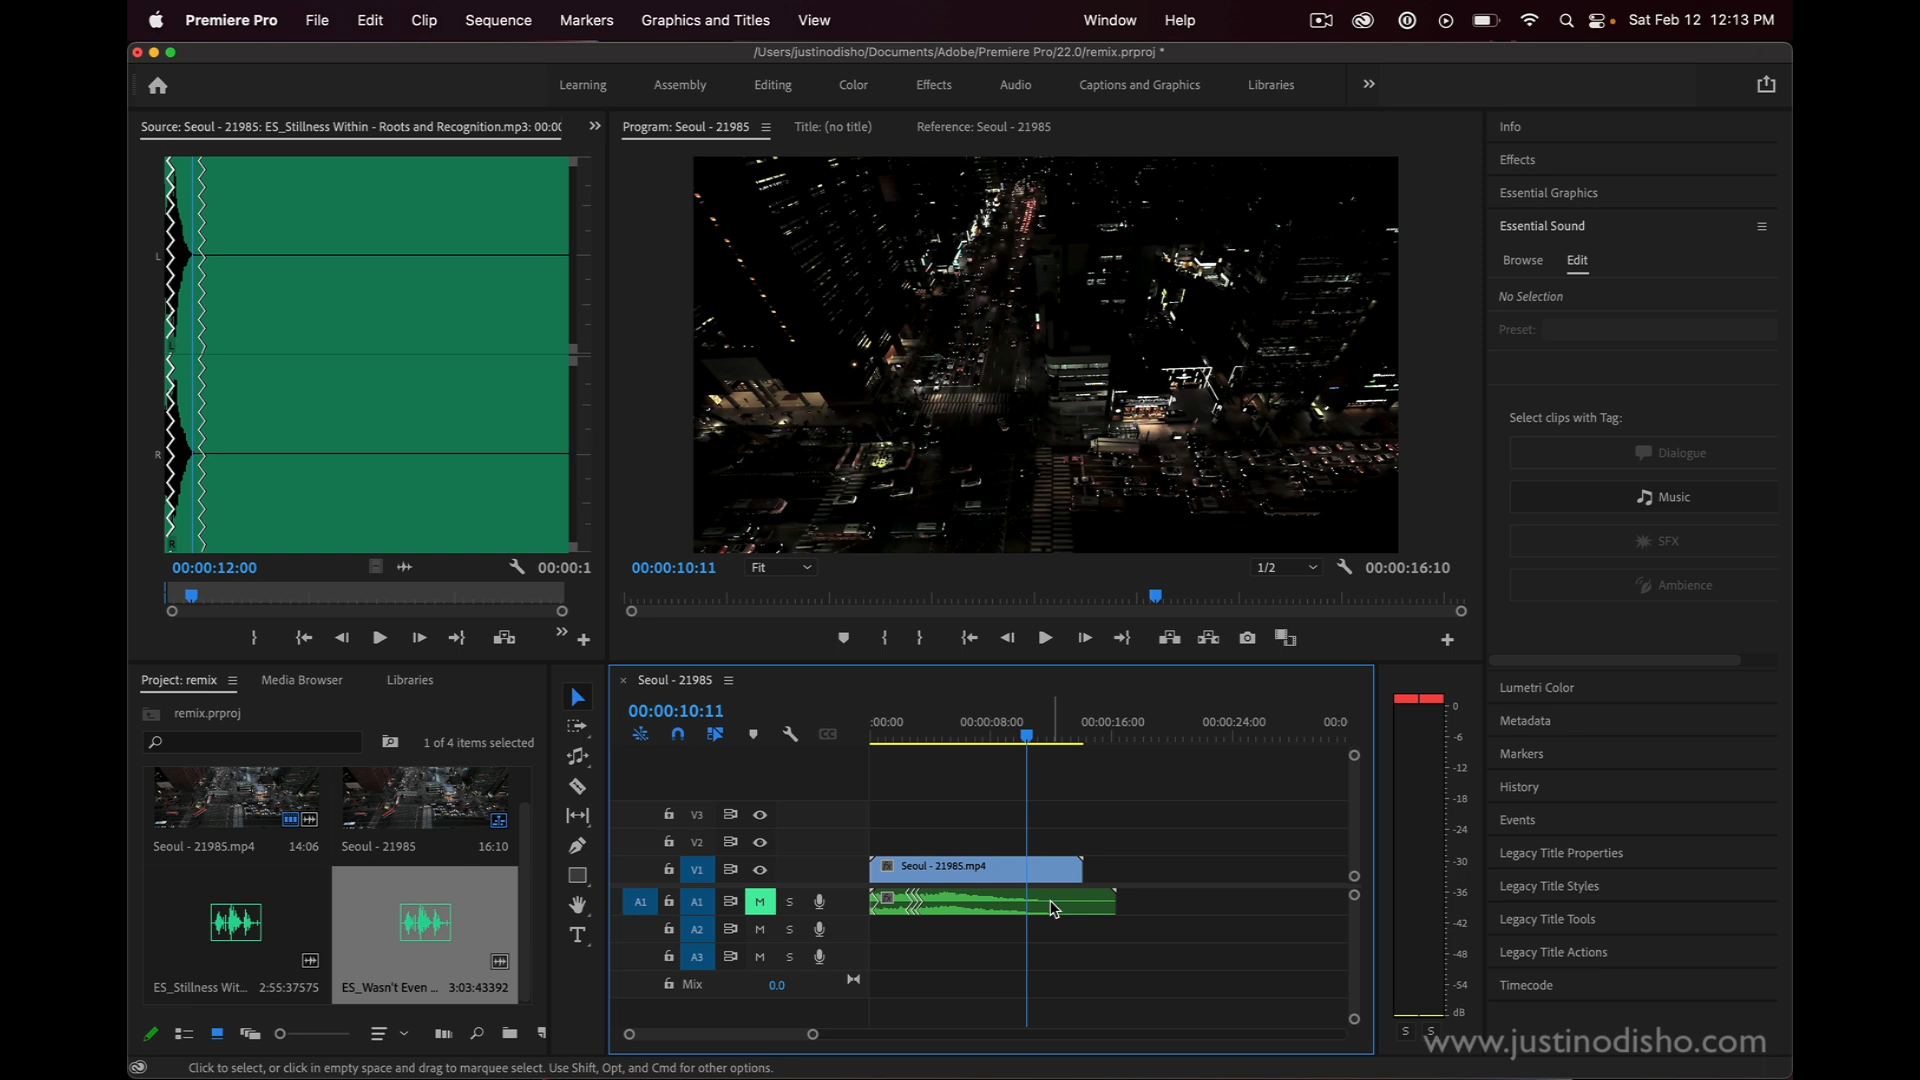 Premiere Pro File Edit Clip Sequence Markers Graphics and Titles View Window Help Sat Feb 12 12:13 PM
/Users/justinodisho/Documents/Adobe/Premiere Pro/22.0/remix.prproj *
Learning Assembly Editing Color Effects Audio Captions and Graphics Libraries
Source: Seoul - 21985: ES_Stillness Within - Roots and Recognition.mp3: 00:00
Program: Seoul - 21985 Title: (no title) Reference: Seoul - 21985
Info
Effects
Essential Graphics
Essential Sound
Browse Edit
No Selection
Preset:
Select clips with Tag:
Dialogue
Music
SFX
Ambience
L
R
L
R
00:00:12:00 00:00:1
00:00:10:11 Fit 1/2 00:00:16:10
Project: remix Media Browser Libraries
remix.prproj
1 of 4 items selected
Seoul - 21985.mp4 14:06
Seoul - 21985 16:10
ES_Stillness Wit... 2:55:37575
ES_Wasn't Even ... 3:03:43392
Seoul - 21985
00:00:10:11
:00:00 00:00:08:00 00:00:16:00 00:00:24:00 00:0
V3
V2
V1 Seoul - 21985.mp4
A1 A1 M S
A2 M S
A3 M S
Mix 0.0
0
-6
-12
-18
-24
-30
-36
-42
-48
-54
dB
S S
Lumetri Color
Metadata
Markers
History
Events
Legacy Title Properties
Legacy Title Styles
Legacy Title Tools
Legacy Title Actions
Timecode
www.justinodisho.com
Click to select, or click in empty space and drag to marquee select. Use Shift, Opt, and Cmd for other options.